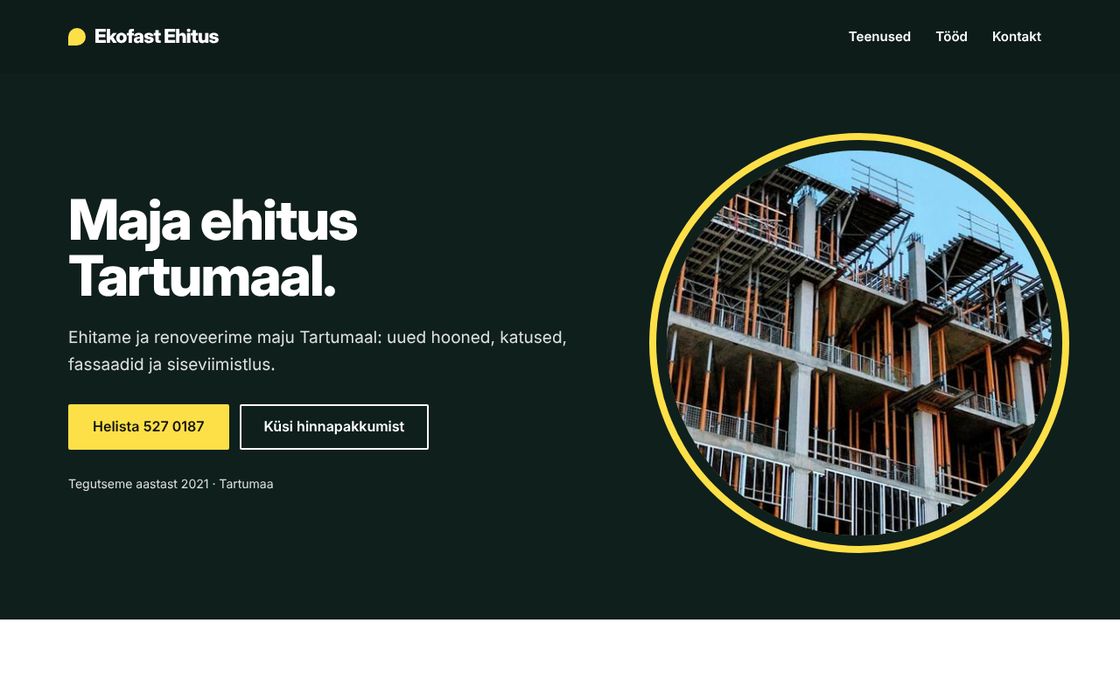 Ekofast Ehitus
Teenused Tööd Kontakt
Maja ehitus
Tartumaal.
Ehitame ja renoveerime maju Tartumaal: uued hooned, katused,
fassaadid ja siseviimistlus.
Helista 527 0187
Küsi hinnapakkumist
Tegutseme aastast 2021 · Tartumaa